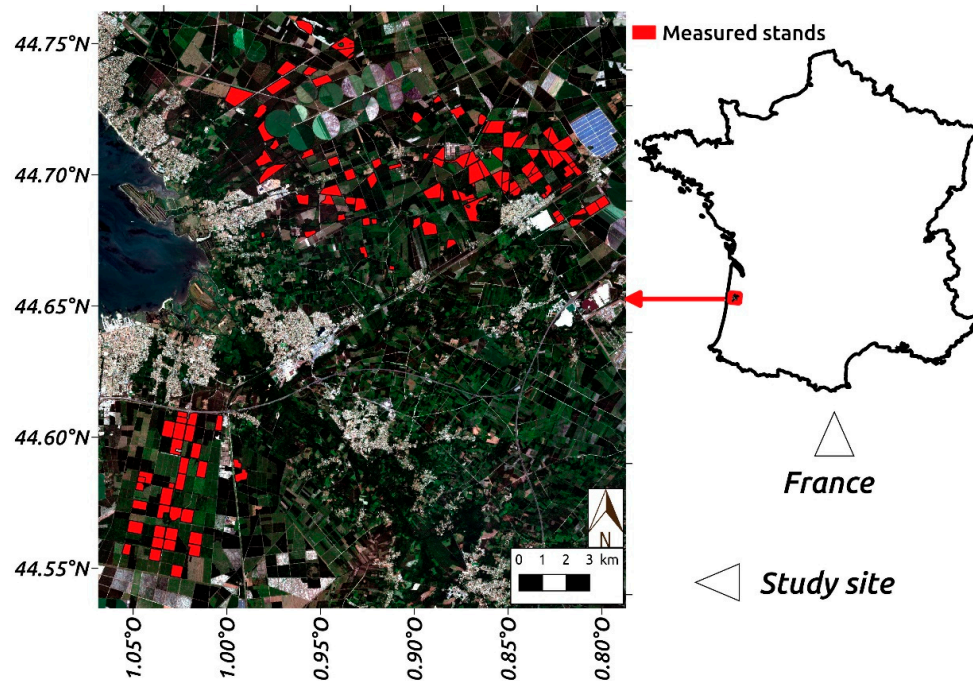 44.75°N
44.70°N
44.65°N
44.60°N
44.55°N
Measured stands
France
Study site
N
0 1 2 3 km
1.05°O
1.00°O
0.95°O
0.90°O
0.85°O
0.80°O